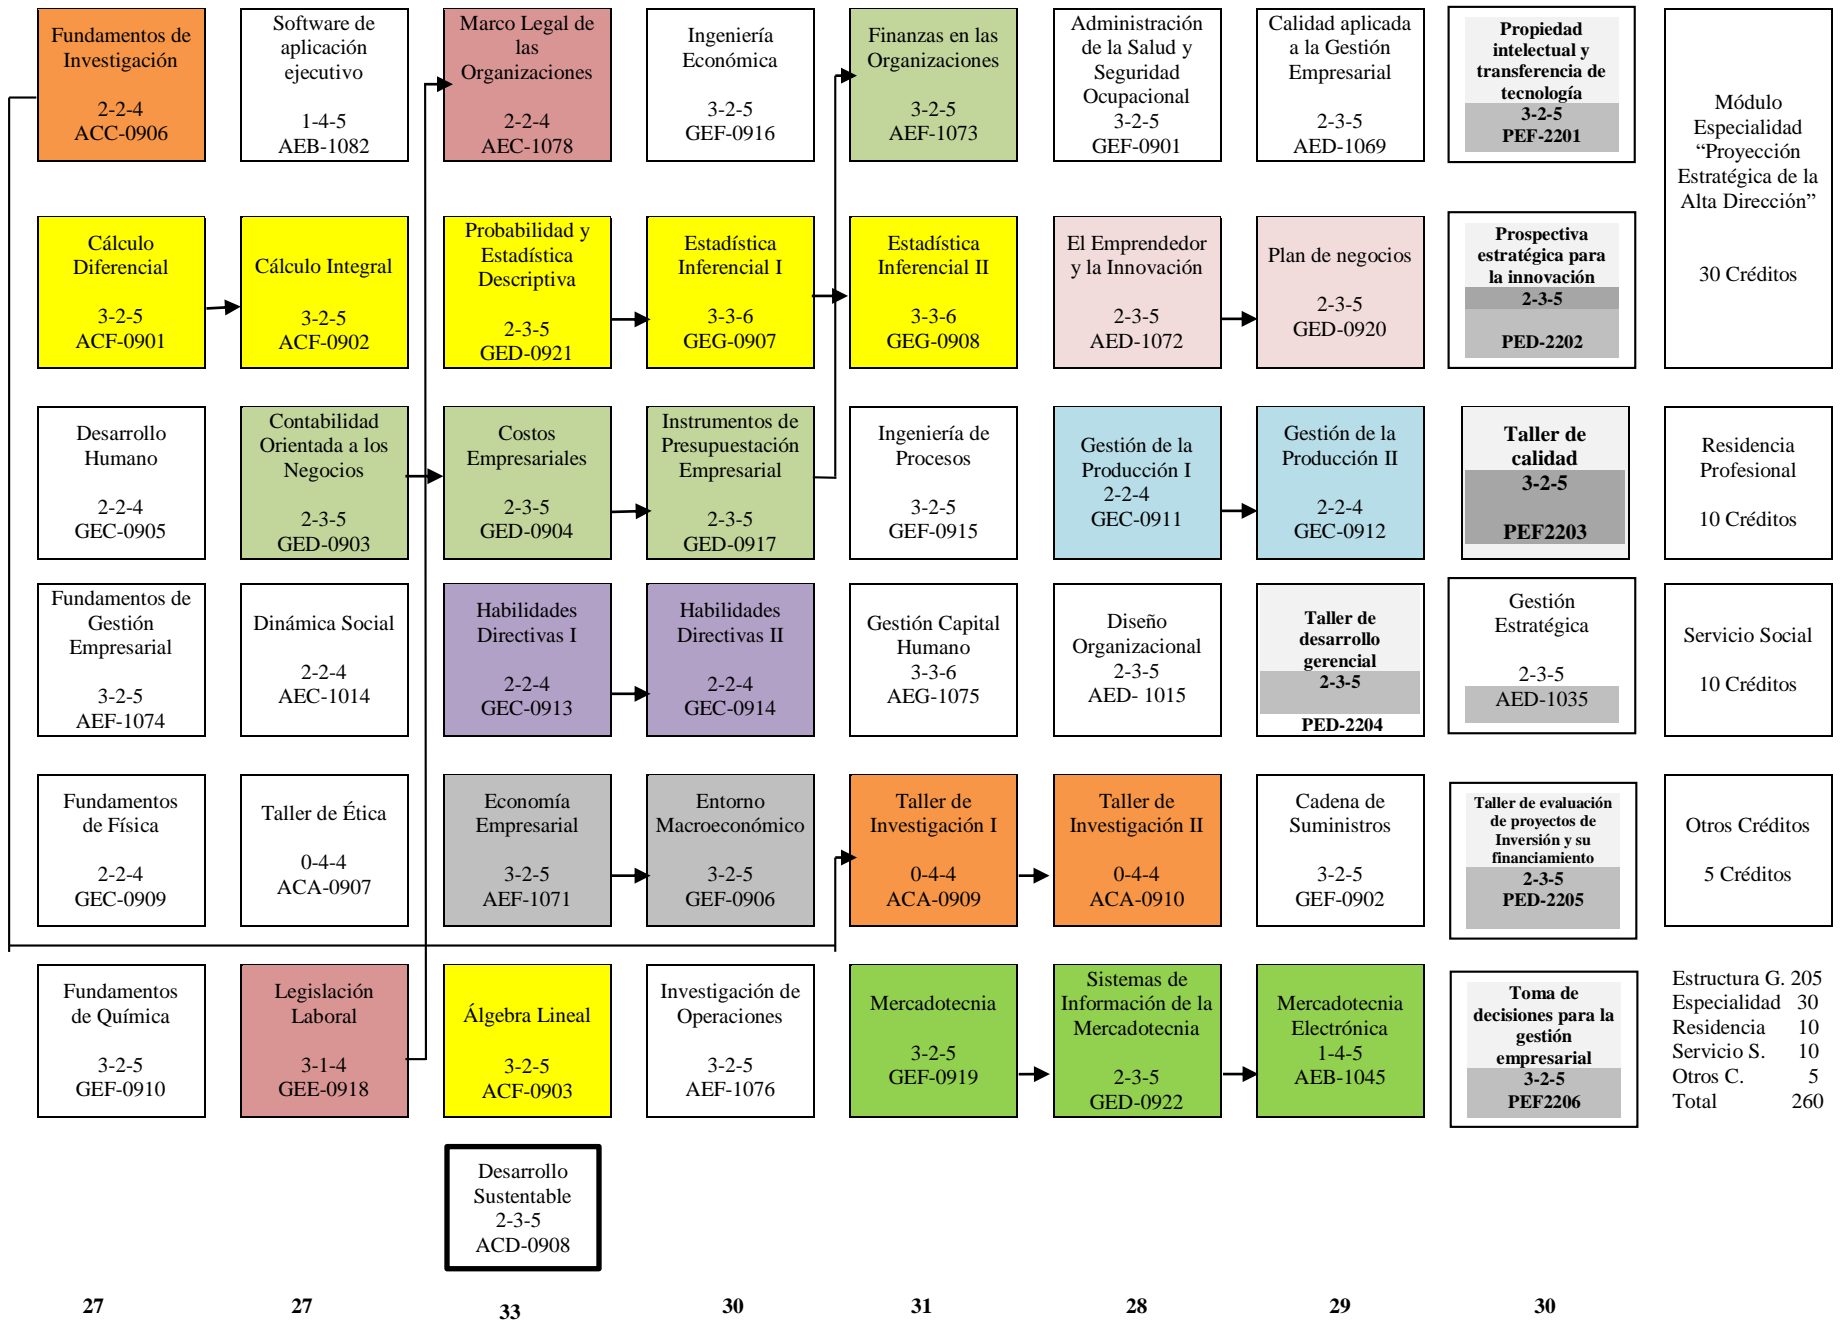 Fundamentos de
Investigación
2-2-4
ACC-0906
Software de
aplicación
ejecutivo
1-4-5
AEB-1082
Marco Legal de
las
Organizaciones
2-2-4
AEC-1078
Ingeniería
Económica
3-2-5
GEF-0916
Finanzas en las
Organizaciones
3-2-5
AEF-1073
Administración
de la Salud y
Seguridad
Ocupacional
3-2-5
GEF-0901
Calidad aplicada
a la Gestión
Empresarial
2-3-5
AED-1069
Propiedad
intelectual y
transferencia de
tecnología
3-2-5
PEF-2201
Módulo
Especialidad
“Proyección
Estratégica de la
Alta Dirección”
30 Créditos
Cálculo
Diferencial
3-2-5
ACF-0901
Cálculo Integral
3-2-5
ACF-0902
Probabilidad y
Estadística
Descriptiva
2-3-5
GED-0921
Estadística
Inferencial I
3-3-6
GEG-0907
Estadística
Inferencial II
3-3-6
GEG-0908
El Emprendedor
y la Innovación
2-3-5
AED-1072
Plan de negocios
2-3-5
GED-0920
Prospectiva
estratégica para
la innovación
2-3-5
PED-2202
Desarrollo
Humano
2-2-4
GEC-0905
Contabilidad
Orientada a los
Negocios
2-3-5
GED-0903
Costos
Empresariales
2-3-5
GED-0904
Instrumentos de
Presupuestación
Empresarial
2-3-5
GED-0917
Ingeniería de
Procesos
3-2-5
GEF-0915
Gestión de la
Producción I
2-2-4
GEC-0911
Gestión de la
Producción II
2-2-4
GEC-0912
Taller de
calidad
3-2-5
PEF2203
Residencia
Profesional
10 Créditos
Fundamentos de
Gestión
Empresarial
3-2-5
AEF-1074
Dinámica Social
2-2-4
AEC-1014
Habilidades
Directivas I
2-2-4
GEC-0913
Habilidades
Directivas II
2-2-4
GEC-0914
Gestión Capital
Humano
3-3-6
AEG-1075
Diseño
Organizacional
2-3-5
AED- 1015
Taller de
desarrollo
gerencial
2-3-5
PED-2204
Gestión
Estratégica
2-3-5
AED-1035
Servicio Social
10 Créditos
Fundamentos
de Física
2-2-4
GEC-0909
Taller de Ética
0-4-4
ACA-0907
Economía
Empresarial
3-2-5
AEF-1071
Entorno
Macroeconómico
3-2-5
GEF-0906
Taller de
Investigación I
0-4-4
ACA-0909
Taller de
Investigación II
0-4-4
ACA-0910
Cadena de
Suministros
3-2-5
GEF-0902
Taller de evaluación
de proyectos de
Inversión y su
financiamiento
2-3-5
PED-2205
Otros Créditos
5 Créditos
Fundamentos
de Química
3-2-5
GEF-0910
Legislación
Laboral
3-1-4
GEE-0918
Álgebra Lineal
3-2-5
ACF-0903
Investigación de
Operaciones
3-2-5
AEF-1076
Mercadotecnia
3-2-5
GEF-0919
Sistemas de
Información de la
Mercadotecnia
2-3-5
GED-0922
Mercadotecnia
Electrónica
1-4-5
AEB-1045
Toma de
decisiones para la
gestión
empresarial
3-2-5
PEF2206
Estructura G. 205
Especialidad 30
Residencia 10
Servicio S. 10
Otros C. 5
Total 260
Desarrollo
Sustentable
2-3-5
ACD-0908
27 27 33 30 31 28 29 30